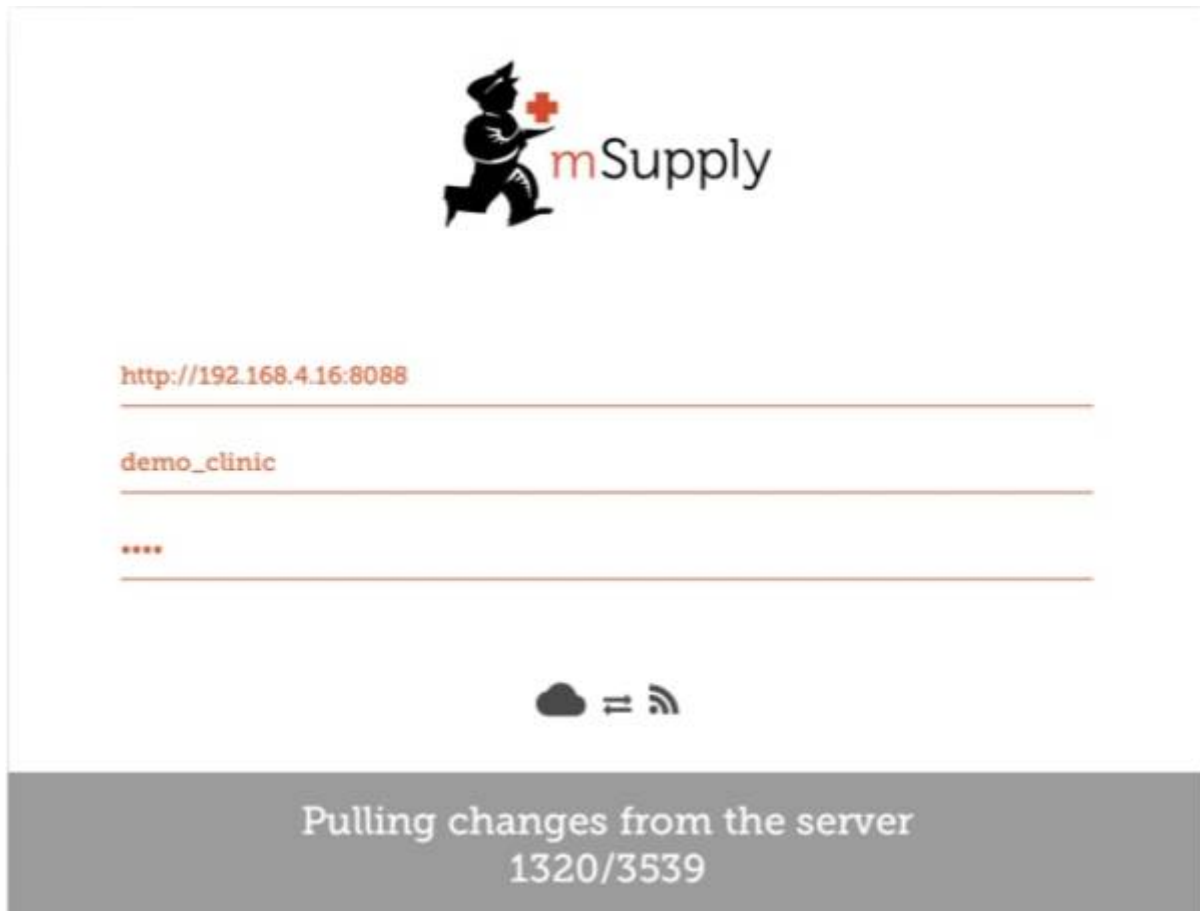 mSupply
http://192.168.4.16:8088
demo_clinic
••••
Pulling changes from the server
1320/3539